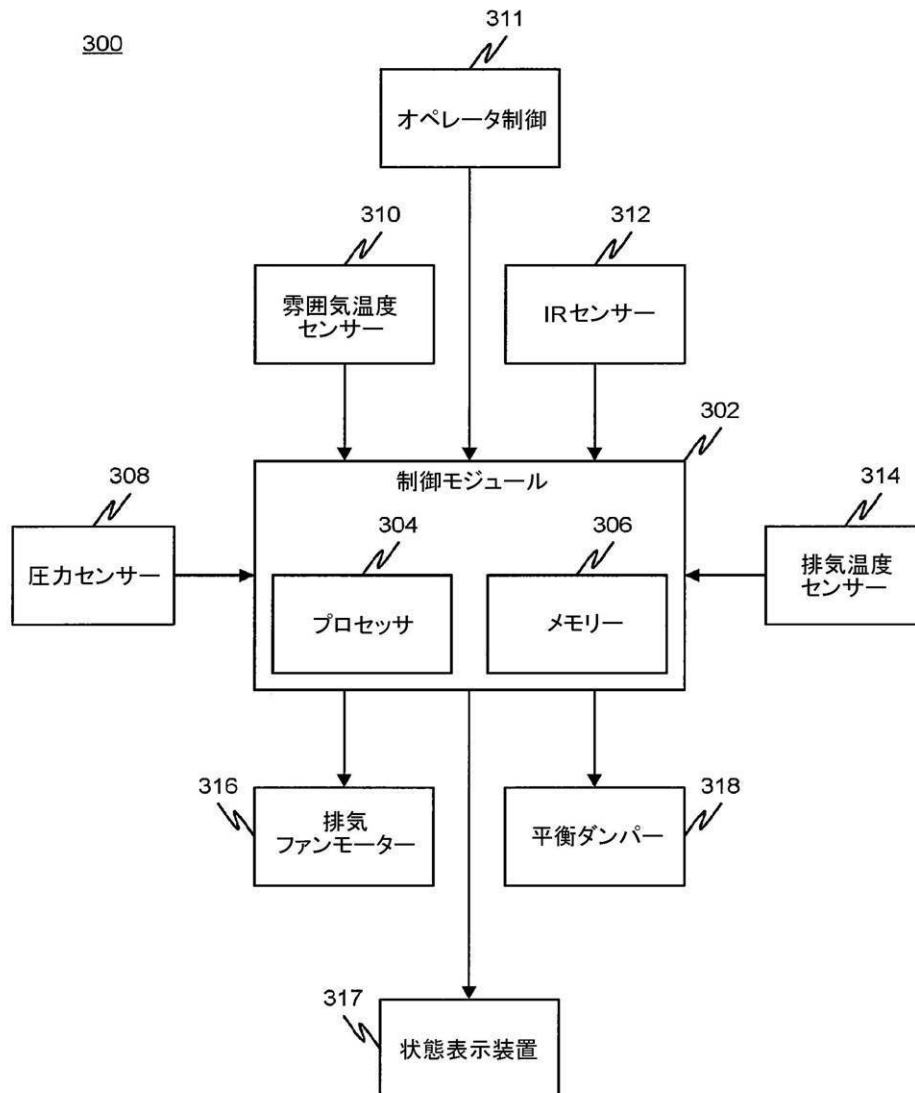 300
311
オペレータ制御
310
雰囲気温度
センサー
312
IRセンサー
302
制御モジュール
308
圧力センサー
304
プロセッサ
306
メモリー
314
排気温度
センサー
316
排気
ファンモーター
318
平衡ダンパー
317
状態表示装置